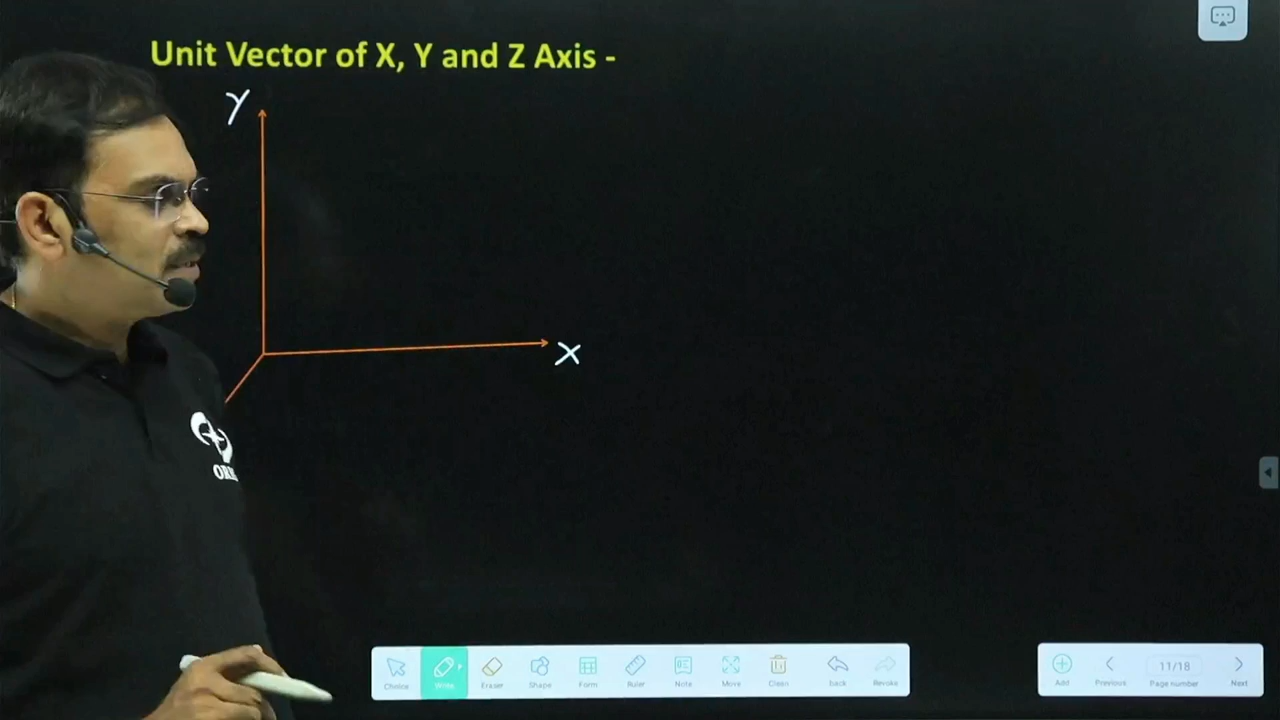 Unit Vector of X, Y and Z Axis -
Y
X
Choice Write Eraser Shape Form Ruler Note Move Clean back Revoke
Add Previous 11/18 Page number Next